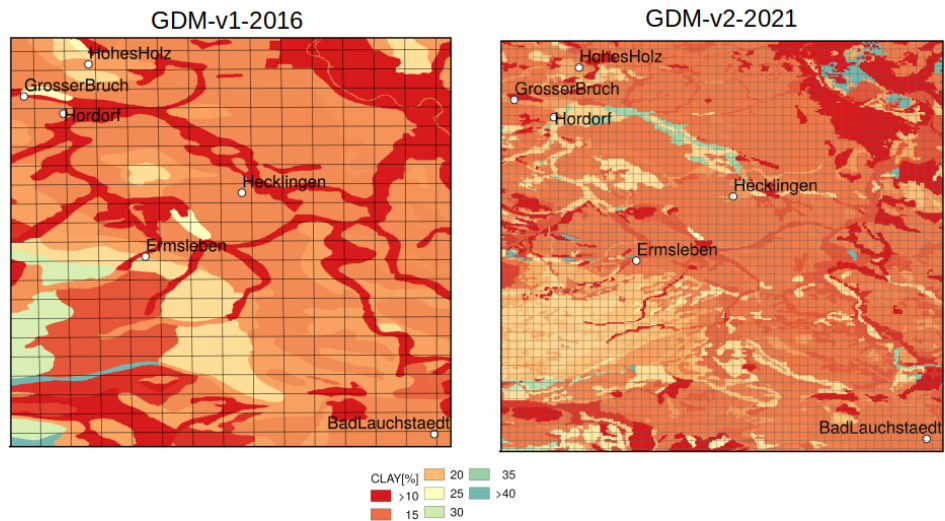 GDM-v1-2016
GDM-v2-2021
HohesHolz
GrosserBruch
Hordorf
Hecklingen
Ermsleben
BadLauchstaedt
HohesHolz
GrosserBruch
Hordorf
Hecklingen
Ermsleben
BadLauchstaedt
CLAY[%] 20 35
>10 25 >40
15 30